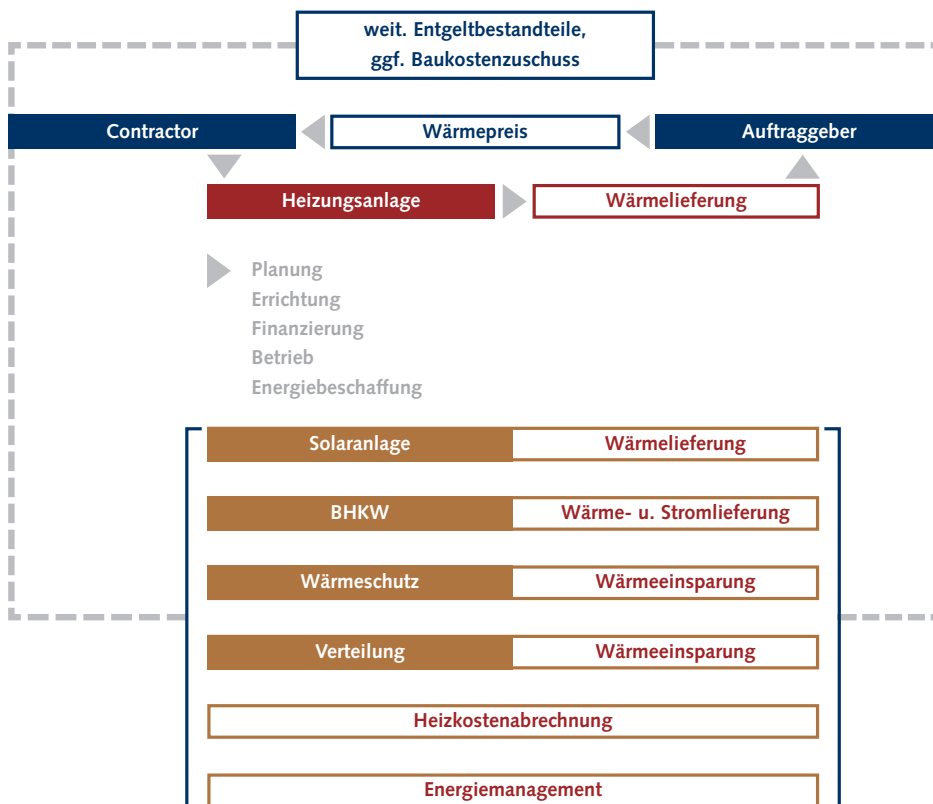 weit. Entgeltbestandteile,
ggf. Baukostenzuschuss
Contractor
Wärmepreis
Auftraggeber
Heizungsanlage
Wärmelieferung
Planung
Errichtung
Finanzierung
Betrieb
Energiebeschaffung
Solaranlage
Wärmelieferung
BHKW
Wärme- u. Stromlieferung
Wärmeschutz
Wärmeeinsparung
Verteilung
Wärmeeinsparung
Heizkostenabrechnung
Energiemanagement